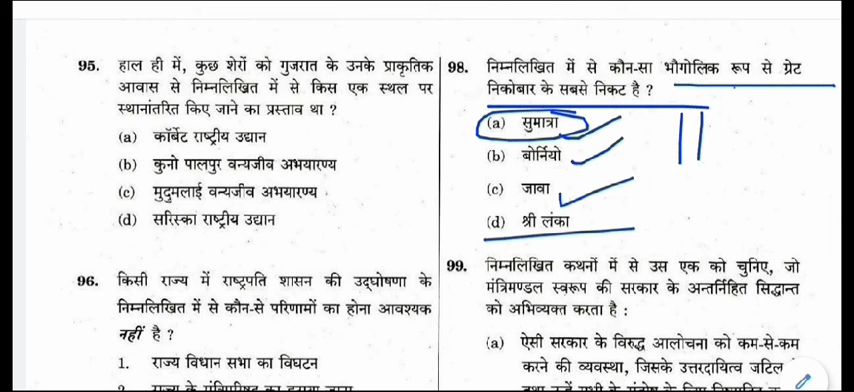 95. हाल ही में, कुछ शेरों को गुजरात के उनके प्राकृतिक
आवास से निम्नलिखित में से किस एक स्थल पर
स्थानांतरित किए जाने का प्रस्ताव था ?
(a) कॉर्बेट राष्ट्रीय उद्यान
(b) कुनो पालपुर वन्यजीव अभयारण्य
(c) मुदुमलाई वन्यजीव अभयारण्य
(d) सरिस्का राष्ट्रीय उद्यान
96. किसी राज्य में राष्ट्रपति शासन की उद्घोषणा के
निम्नलिखित में से कौन-से परिणामों का होना आवश्यक
नहीं है ?
1. राज्य विधान सभा का विघटन
98. निम्नलिखित में से कौन-सा भौगोलिक रूप से ग्रेट
निकोबार के सबसे निकट है ?
(a) सुमात्रा
(b) बोर्नियो
(c) जावा
(d) श्री लंका
99. निम्नलिखित कथनों में से उस एक को चुनिए, जो
मंत्रिमण्डल स्वरूप की सरकार के अन्तर्निहित सिद्धान्त
को अभिव्यक्त करता है :
(a) ऐसी सरकार के विरुद्ध आलोचना को कम-से-कम
करने की व्यवस्था, जिसके उत्तरदायित्व जटिल